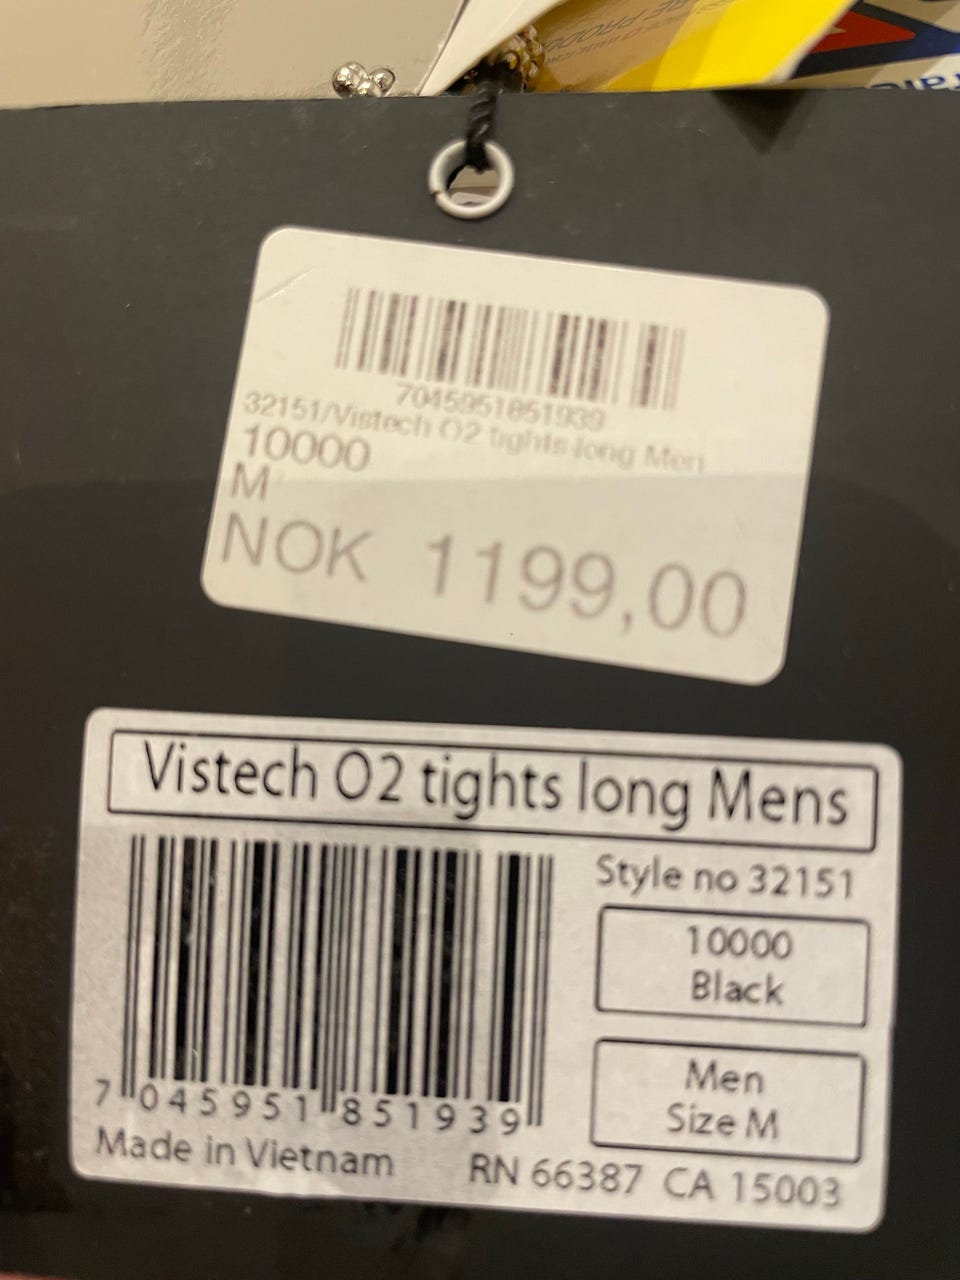 7045951851939
32151/Vistech O2 tights long Men
10000
M
NOK 1199,00
Vistech O2 tights long Mens
Style no 32151
10000
Black
Men
Size M
7 045951 851939
Made in Vietnam
RN 66387 CA 15003